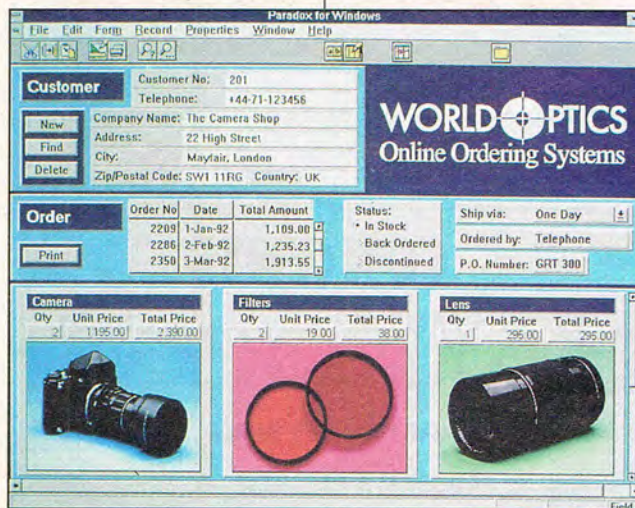 Paradox for Windows
File Edit Form Record Properties Window Help
Customer
Customer No: 201
Telephone: +44-71-123456
New
Find
Delete
Company Name: The Camera Shop
Address: 22 High Street
City: Mayfair, London
Zip/Postal Code: SW1 11RG Country: UK
WORLD OPTICS
Online Ordering Systems
Order
Print
Order No Date Total Amount
2209 1-Jan-92 1,109.00
2286 2-Feb-92 1,235.23
2350 3-Mar-92 1,913.55
Status:
In Stock
Back Ordered
Discontinued
Ship via: One Day
Ordered by: Telephone
P.O. Number: GRT 300
Camera
Qty Unit Price Total Price
2 1,195.00 2,390.00
Filters
Qty Unit Price Total Price
2 19.00 38.00
Lens
Qty Unit Price Total Price
1 295.00 295.00
Field